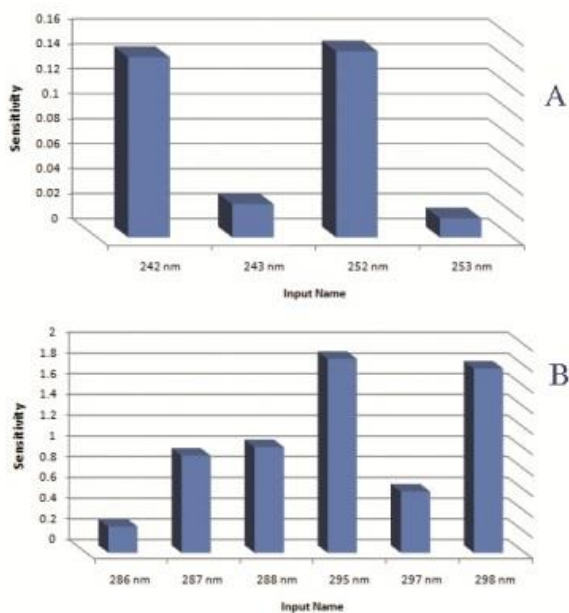 0.16
0.14
0.12
0.1
0.08
0.06
0.04
0.02
0
Sensitivity
A
242 nm 243 nm 252 nm 253 nm
Input Name
2
1.8
1.6
1.4
1.2
1
0.8
0.6
0.4
0.2
0
Sensitivity
B
286 nm 287 nm 288 nm 295 nm 297 nm 298 nm
Input Name